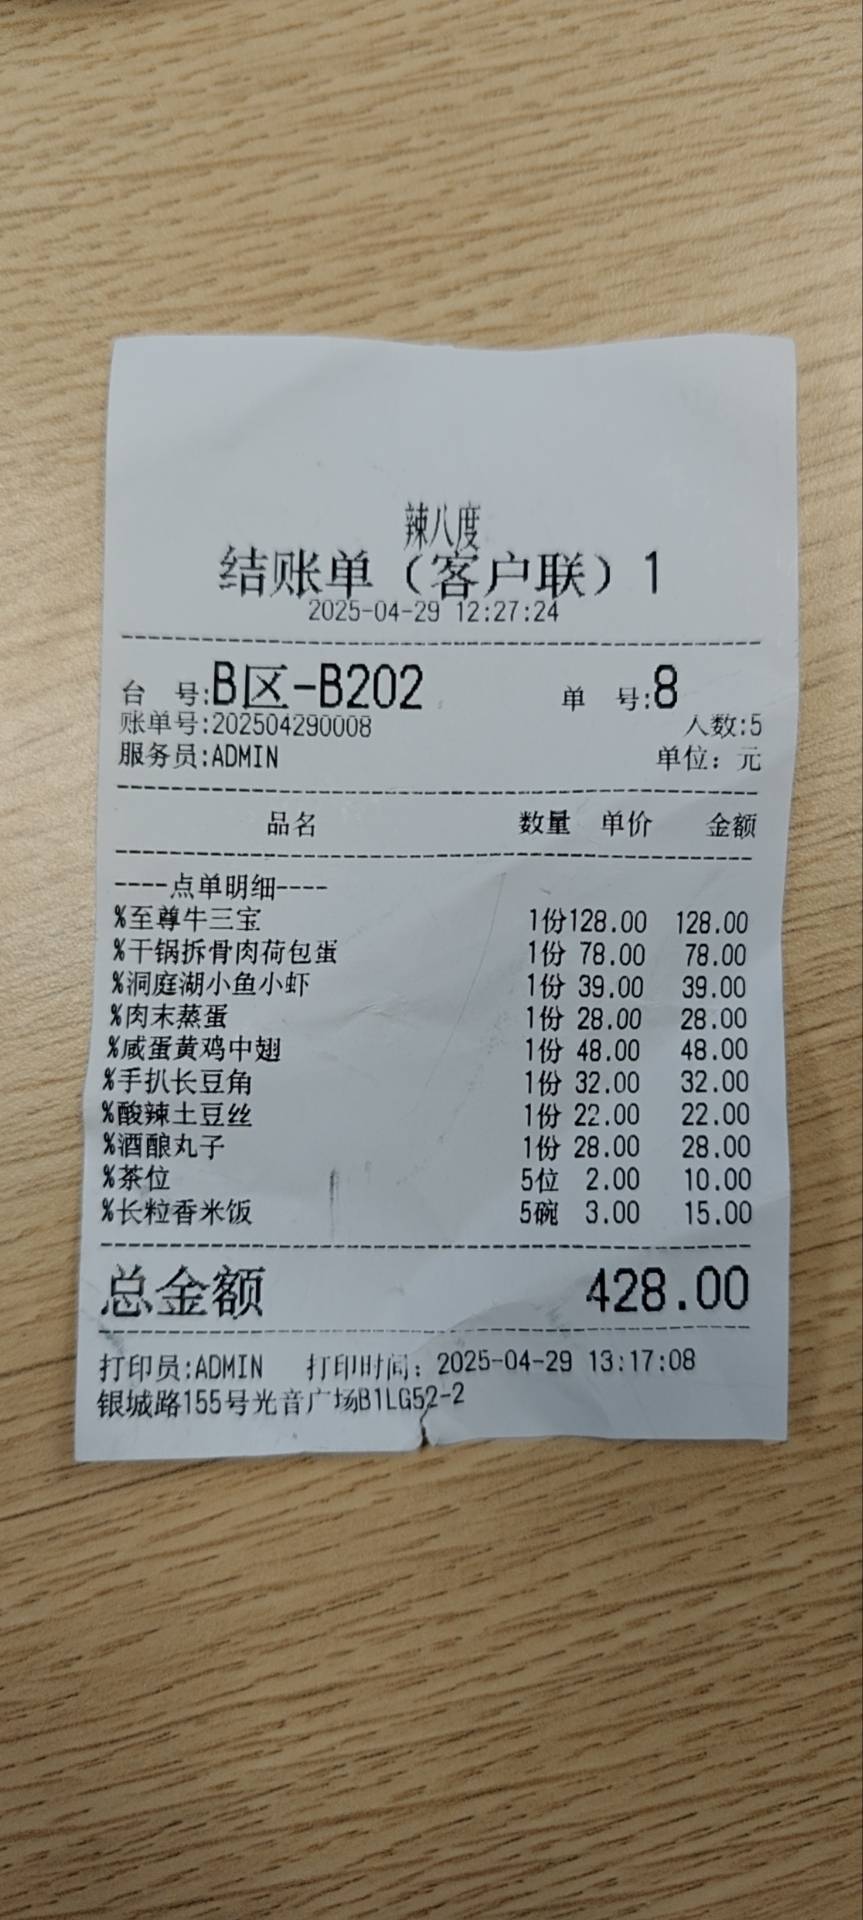 辣八度
结账单（客户联）1
2025-04-29 12:27:24
台 号:B区-B202 单 号:8
账单号:202504290008 人数:5
服务员:ADMIN 单位：元
品名 数量 单价 金额
----点单明细----
%至尊牛三宝 1份128.00 128.00
%干锅拆骨肉荷包蛋 1份 78.00 78.00
%洞庭湖小鱼小虾 1份 39.00 39.00
%肉末蒸蛋 1份 28.00 28.00
%咸蛋黄鸡中翅 1份 48.00 48.00
%手扒长豆角 1份 32.00 32.00
%酸辣土豆丝 1份 22.00 22.00
%酒酿丸子 1份 28.00 28.00
%茶位 5位 2.00 10.00
%长粒香米饭 5碗 3.00 15.00
总金额 428.00
打印员:ADMIN 打印时间：2025-04-29 13:17:08
银城路155号光音广场B1LG52-2